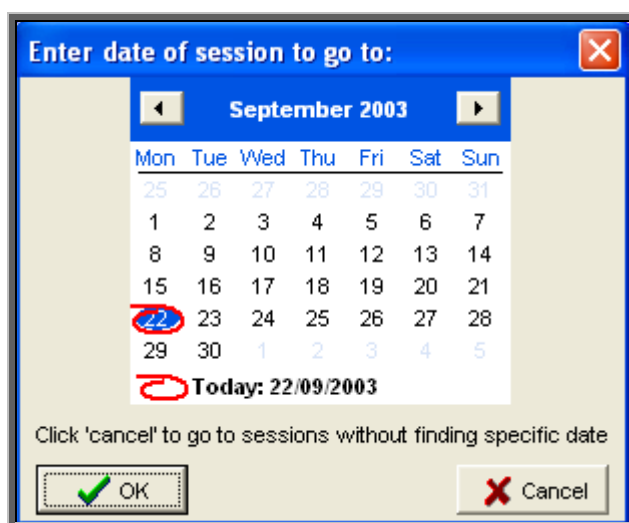 Enter date of session to go to:
September 2003
Mon Tue Wed Thu Fri Sat Sun
25 26 27 28 29 30 31
1 2 3 4 5 6 7
8 9 10 11 12 13 14
15 16 17 18 19 20 21
22 23 24 25 26 27 28
29 30 1 2 3 4 5
Today: 22/09/2003
Click 'cancel' to go to sessions without finding specific date
OK Cancel